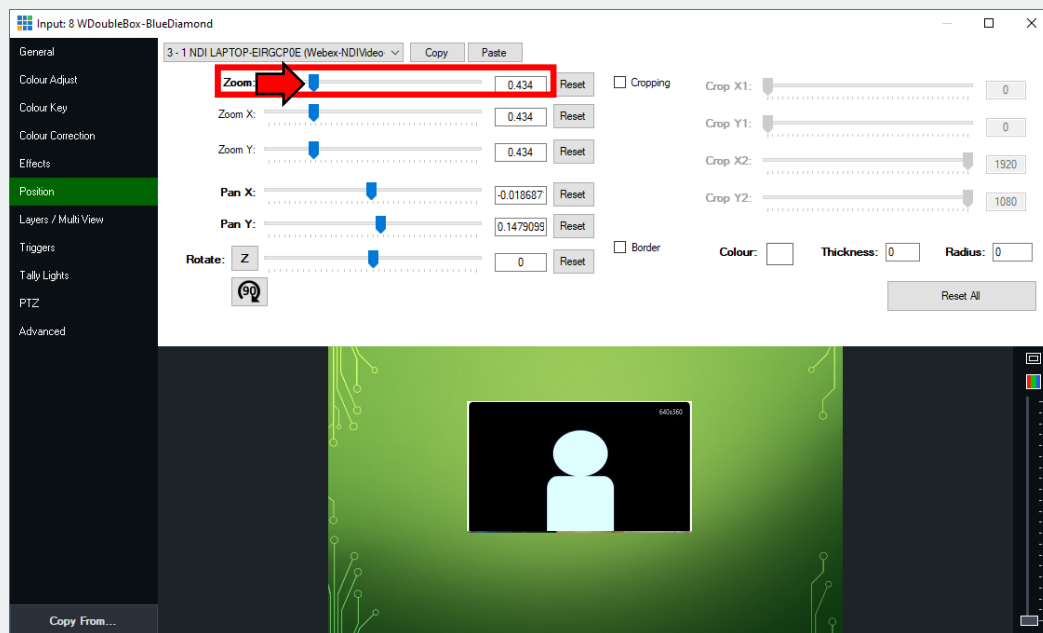 Input: 8 WDoubleBox-BlueDiamond
General
Colour Adjust
Colour Key
Colour Correction
Effects
Position
Layers / Multi View
Triggers
Tally Lights
PTZ
Advanced
Copy From...
3 - 1 NDI LAPTOP-EIRGCP0E (Webex-NDIVideo- Copy Paste
Zoom: 0.434 Reset
Zoom X: 0.434 Reset
Zoom Y: 0.434 Reset
Pan X: -0.018687 Reset
Pan Y: 0.1479099 Reset
Rotate: Z 0 Reset
90
Cropping
Crop X1: 0
Crop Y1: 0
Crop X2: 1920
Crop Y2: 1080
Border Colour: Thickness: 0 Radius: 0
Reset All
640x360